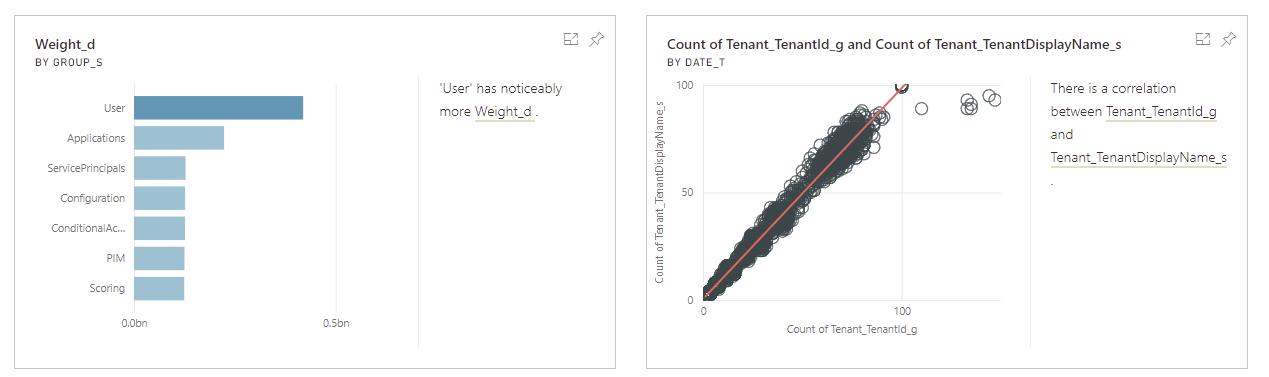 Weight_d
BY GROUP_S
User
Applications
ServicePrincipals
Configuration
ConditionalAc...
PIM
Scoring
0.0bn
0.5bn
'User' has noticeably
more Weight_d .
Count of Tenant_TenantId_g and Count of Tenant_TenantDisplayName_s
BY DATE_T
Count of Tenant_TenantDisplayName_s
100
50
0
0
100
Count of Tenant_TenantId_g
There is a correlation
between Tenant_TenantId_g
and
Tenant_TenantDisplayName_s
.